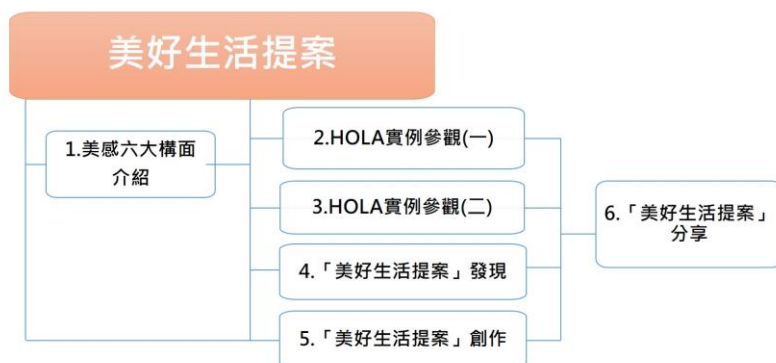 美好生活提案
1.美感六大構面
介紹
2.HOLA實例參觀(一)
3.HOLA實例參觀(二)
4.「美好生活提案」發現
5.「美好生活提案」創作
6.「美好生活提案」
分享